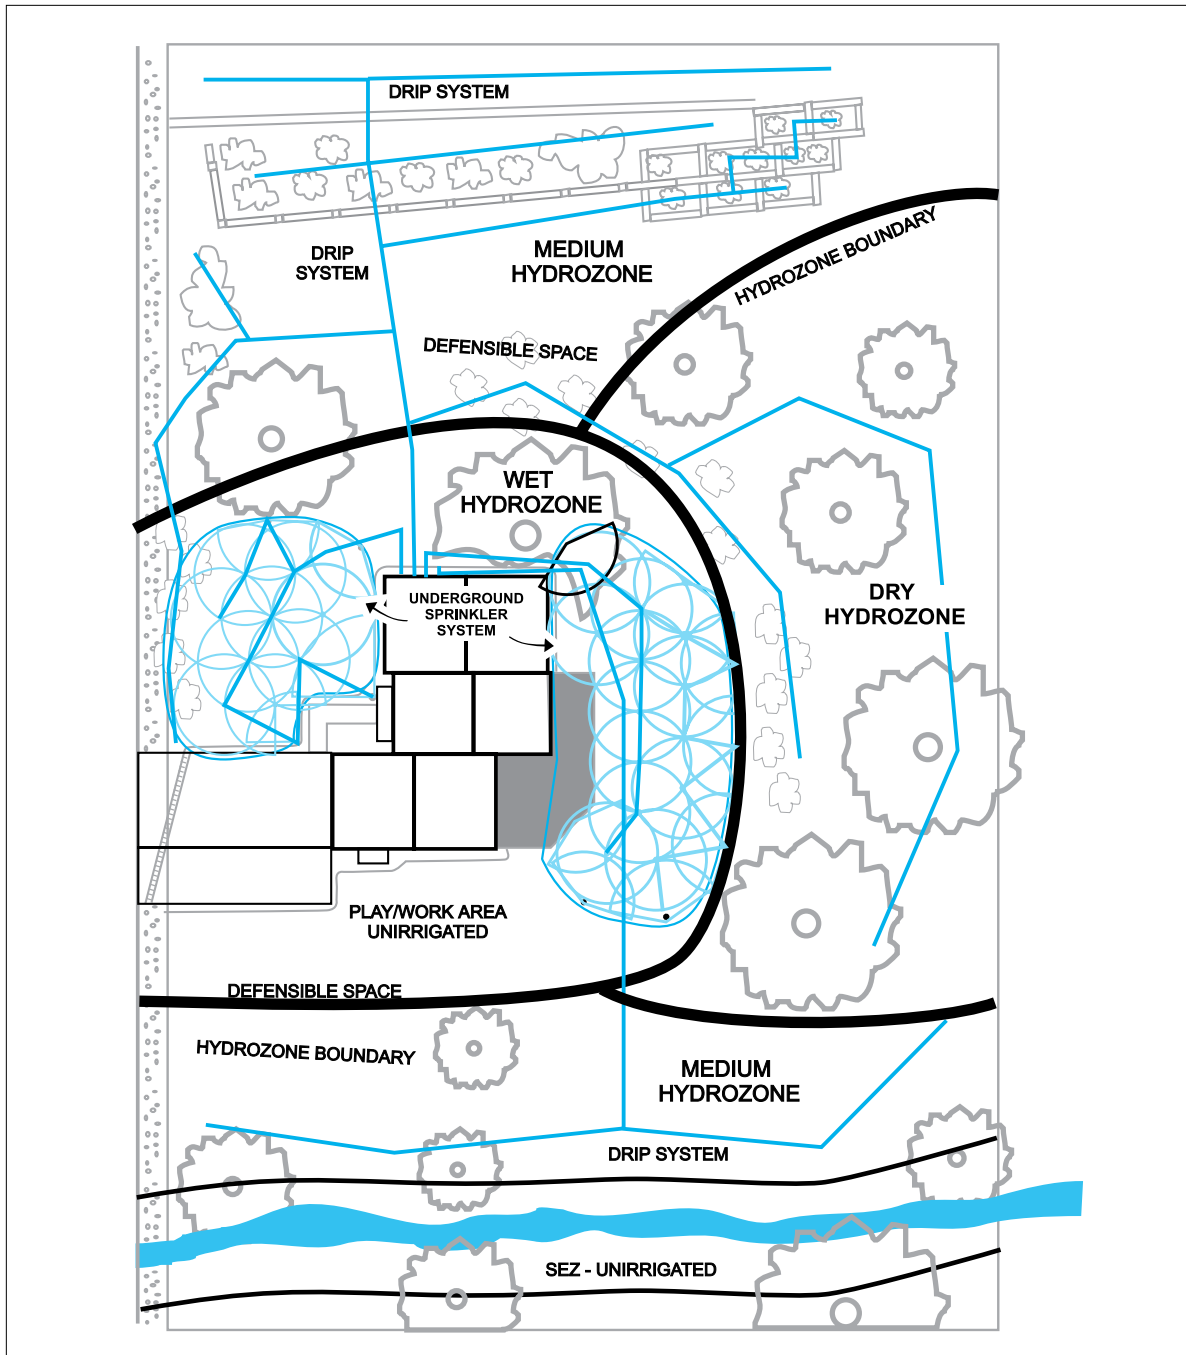 DRIP SYSTEM
HYDROZONE BOUNDARY
DRIP
SYSTEM
MEDIUM
HYDROZONE
DEFENSIBLE SPACE
WET
HYDROZONE
UNDERGROUND
SPRINKLER
SYSTEM
DRY
HYDROZONE
PLAY/WORK AREA
UNIRRIGATED
DEFENSIBLE SPACE
HYDROZONE BOUNDARY
MEDIUM
HYDROZONE
DRIP SYSTEM
SEZ - UNIRRIGATED